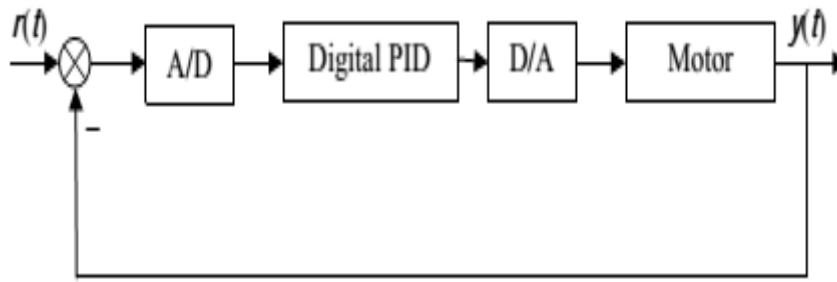 r(t)
A/D
Digital PID
D/A
Motor
y(t)
−